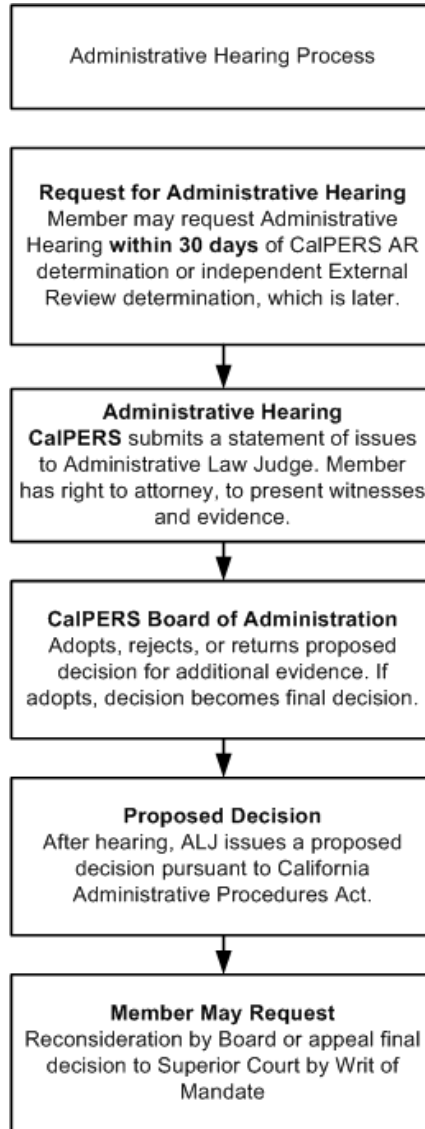 Administrative Hearing Process
Request for Administrative Hearing
Member may request Administrative
Hearing within 30 days of CalPERS AR
determination or independent External
Review determination, which is later.
Administrative Hearing
CalPERS submits a statement of issues
to Administrative Law Judge. Member
has right to attorney, to present witnesses
and evidence.
CalPERS Board of Administration
Adopts, rejects, or returns proposed
decision for additional evidence. If
adopts, decision becomes final decision.
Proposed Decision
After hearing, ALJ issues a proposed
decision pursuant to California
Administrative Procedures Act.
Member May Request
Reconsideration by Board or appeal final
decision to Superior Court by Writ of
Mandate